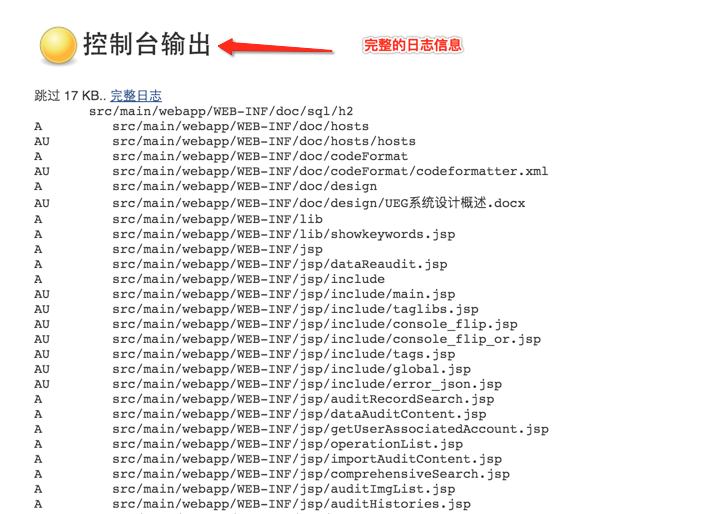 控制台输出
完整的日志信息
跳过 17 KB.. 完整日志
src/main/webapp/WEB-INF/doc/sql/h2
A src/main/webapp/WEB-INF/doc/hosts
AU src/main/webapp/WEB-INF/doc/hosts/hosts
A src/main/webapp/WEB-INF/doc/codeFormat
AU src/main/webapp/WEB-INF/doc/codeFormat/codeformatter.xml
A src/main/webapp/WEB-INF/doc/design
AU src/main/webapp/WEB-INF/doc/design/UEG系统设计概述.docx
A src/main/webapp/WEB-INF/lib
A src/main/webapp/WEB-INF/lib/showkeywords.jsp
A src/main/webapp/WEB-INF/jsp
A src/main/webapp/WEB-INF/jsp/dataReaudit.jsp
A src/main/webapp/WEB-INF/jsp/include
AU src/main/webapp/WEB-INF/jsp/include/main.jsp
AU src/main/webapp/WEB-INF/jsp/include/taglibs.jsp
AU src/main/webapp/WEB-INF/jsp/include/console_flip.jsp
AU src/main/webapp/WEB-INF/jsp/include/console_flip_or.jsp
AU src/main/webapp/WEB-INF/jsp/include/tags.jsp
AU src/main/webapp/WEB-INF/jsp/include/global.jsp
AU src/main/webapp/WEB-INF/jsp/include/error_json.jsp
A src/main/webapp/WEB-INF/jsp/auditRecordSearch.jsp
A src/main/webapp/WEB-INF/jsp/dataAuditContent.jsp
A src/main/webapp/WEB-INF/jsp/getUserAssociatedAccount.jsp
A src/main/webapp/WEB-INF/jsp/operationList.jsp
A src/main/webapp/WEB-INF/jsp/importAuditContent.jsp
A src/main/webapp/WEB-INF/jsp/comprehensiveSearch.jsp
A src/main/webapp/WEB-INF/jsp/auditImgList.jsp
A src/main/webapp/WEB-INF/jsp/auditHistories.jsp